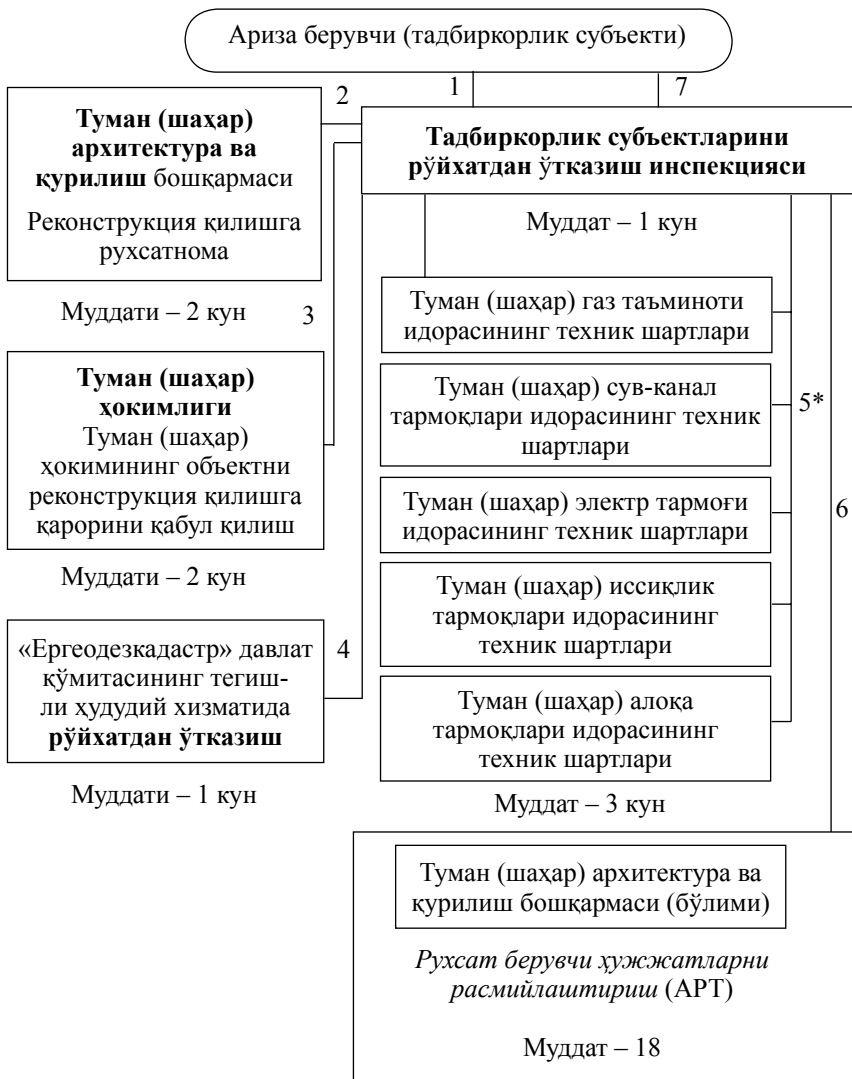 Ариза берувчи (тадбиркорлик субъекти)
1
7
2
Туман (шаҳар)
архитектура ва
қурилиш бошқармаси
Реконструкция қилишга
рухсатнома
Муддати – 2 кун
Тадбиркорлик субъектларини
рўйхатдан ўтказиш инспекцияси
Муддат – 1 кун
3
Туман (шаҳар)
ҳокимлиги
Туман (шаҳар)
ҳокимининг объектни
реконструкция қилишга
қарорини қабул қилиш
Муддати – 2 кун
4
«Ергеодезкадастр» давлат
қўмитасининг тегиш-
ли ҳудудий хизматида
рўйхатдан ўтказиш
Муддати – 1 кун
Туман (шаҳар) газ таъминоти
идорасининг техник шартлари
Туман (шаҳар) сув-канал
тармоқлари идорасининг техник
шартлари
5*
Туман (шаҳар) электр тармоғи
идорасининг техник шартлари
6
Туман (шаҳар) иссиқлик
тармоқлари идорасининг
техник шартлари
Туман (шаҳар) алоқа
тармоқлари идорасининг
техник шартлари
Муддат – 3 кун
Туман (шаҳар) архитектура ва
қурилиш бошқармаси (бўлими)
Рухсат берувчи ҳужжатларни
расмийлаштириш (АРТ)
Муддат – 18